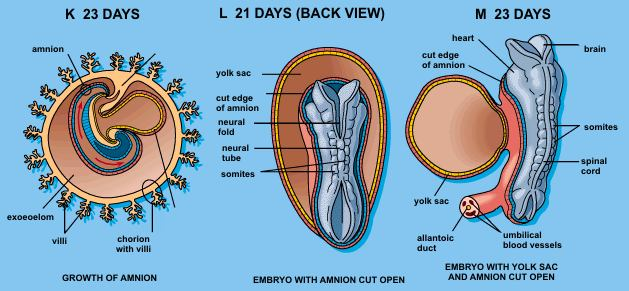 K 23 DAYS
amnion
exoeoelom
villi
chorion
with villi
GROWTH OF AMNION
L 21 DAYS (BACK VIEW)
yolk sac
cut edge
of amnion
neural
fold
neural
tube
somites
EMBRYO WITH AMNION CUT OPEN
M 23 DAYS
heart
cut edge
of amnion
brain
somites
spinal
cord
yolk sac
allantoic
duct
umbilical
blood vessels
EMBRYO WITH YOLK SAC
AND AMNION CUT OPEN